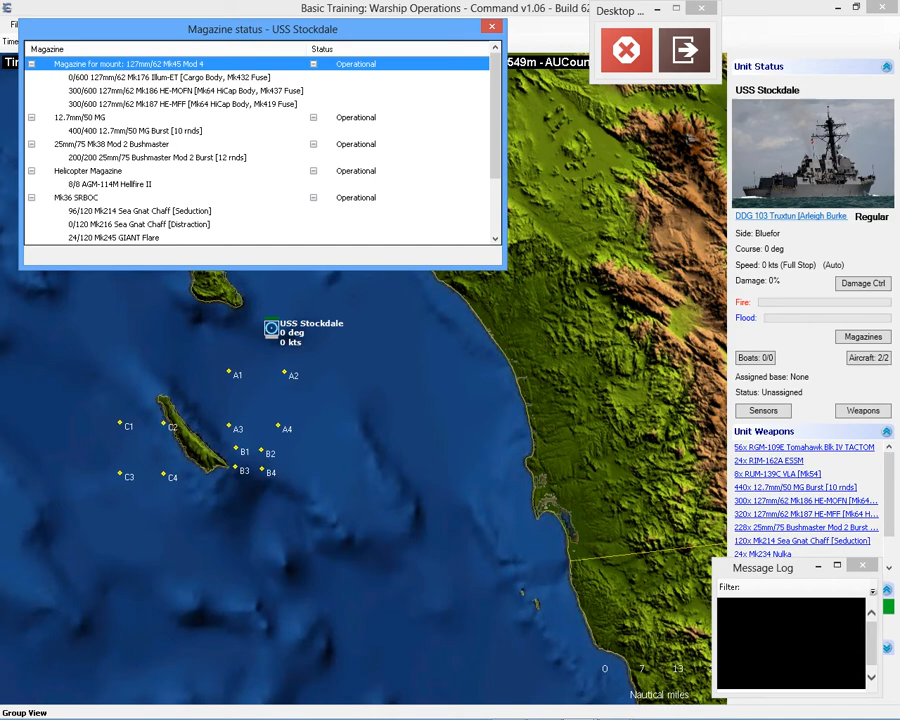 Basic Training: Warship Operations - Command v1.06 - Build 62
Desktop ...
Magazine status - USS Stockdale
Magazine Status
Magazine for mount: 127mm/62 Mk45 Mod 4 Operational
0/600 127mm/62 Mk176 Illum-ET [Cargo Body, Mk432 Fuse]
300/600 127mm/62 Mk186 HE-MOFN [Mk64 HiCap Body, Mk437 Fuse]
300/600 127mm/62 Mk187 HE-MFF [Mk64 HiCap Body, Mk419 Fuse]
12.7mm/50 MG Operational
400/400 12.7mm/50 MG Burst [10 rnds]
25mm/75 Mk38 Mod 2 Bushmaster Operational
200/200 25mm/75 Bushmaster Mod 2 Burst [12 rnds]
Helicopter Magazine Operational
8/8 AGM-114M Hellfire II
Mk36 SRBOC Operational
96/120 Mk214 Sea Gnat Chaff [Seduction]
0/120 Mk216 Sea Gnat Chaff [Distraction]
24/120 Mk245 GIANT Flare
549m - AUCoun
USS Stockdale
0 deg
0 kts
A1
A2
A3
A4
B1
B2
B3
B4
C1
C2
C3
C4
0 7 13
Nautical miles
Unit Status
USS Stockdale
DDG 103 Truxtun [Arleigh Burke Regular
Side: Bluefor
Course: 0 deg
Speed: 0 kts (Full Stop) (Auto)
Damage: 0% Damage Ctrl
Fire:
Flood:
Magazines
Boats: 0/0 Aircraft: 2/2
Assigned base: None
Status: Unassigned
Sensors Weapons
Unit Weapons
56x RGM-109E Tomahawk Blk IV TACTOM
24x RIM-162A ESSM
8x RUM-139C VLA [Mk54]
440x 12.7mm/50 MG Burst [10 rnds]
300x 127mm/62 Mk186 HE-MOFN [Mk64...
320x 127mm/62 Mk187 HE-MFF [Mk64 H...
228x 25mm/75 Bushmaster Mod 2 Burst ...
120x Mk214 Sea Gnat Chaff [Seduction]
24x Mk234 Nulka
Message Log
Filter:
Group View